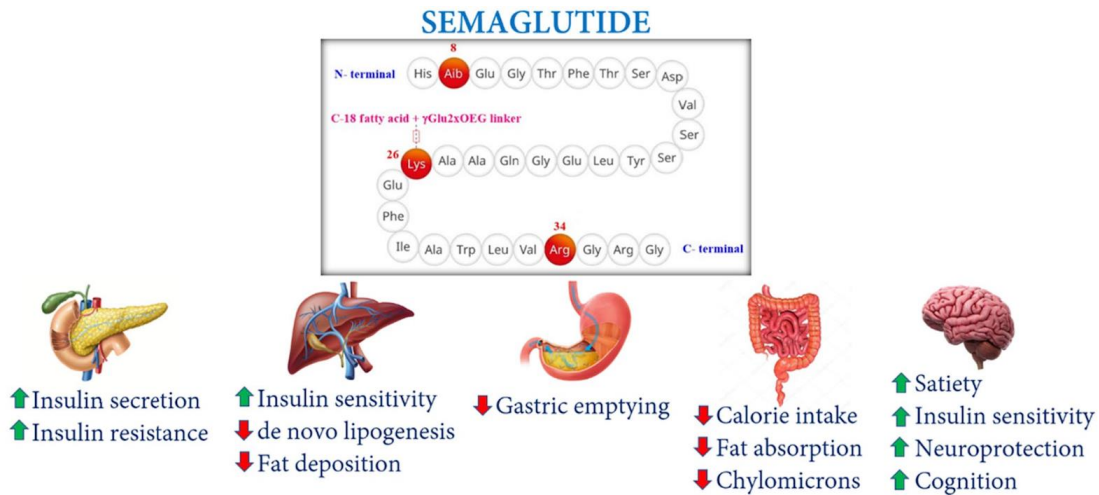 SEMAGLUTIDE
8
N- terminal His Aib Glu Gly Thr Phe Thr Ser Asp
Val
C-18 fatty acid + γGlu2xOEG linker
Ser
26 Lys Ala Ala Gln Gly Glu Leu Tyr Ser
Glu
Phe
34
Ile Ala Trp Leu Val Arg Gly Arg Gly C- terminal
Insulin secretion
Insulin resistance
Insulin sensitivity
de novo lipogenesis
Fat deposition
Gastric emptying
Calorie intake
Fat absorption
Chylomicrons
Satiety
Insulin sensitivity
Neuroprotection
Cognition